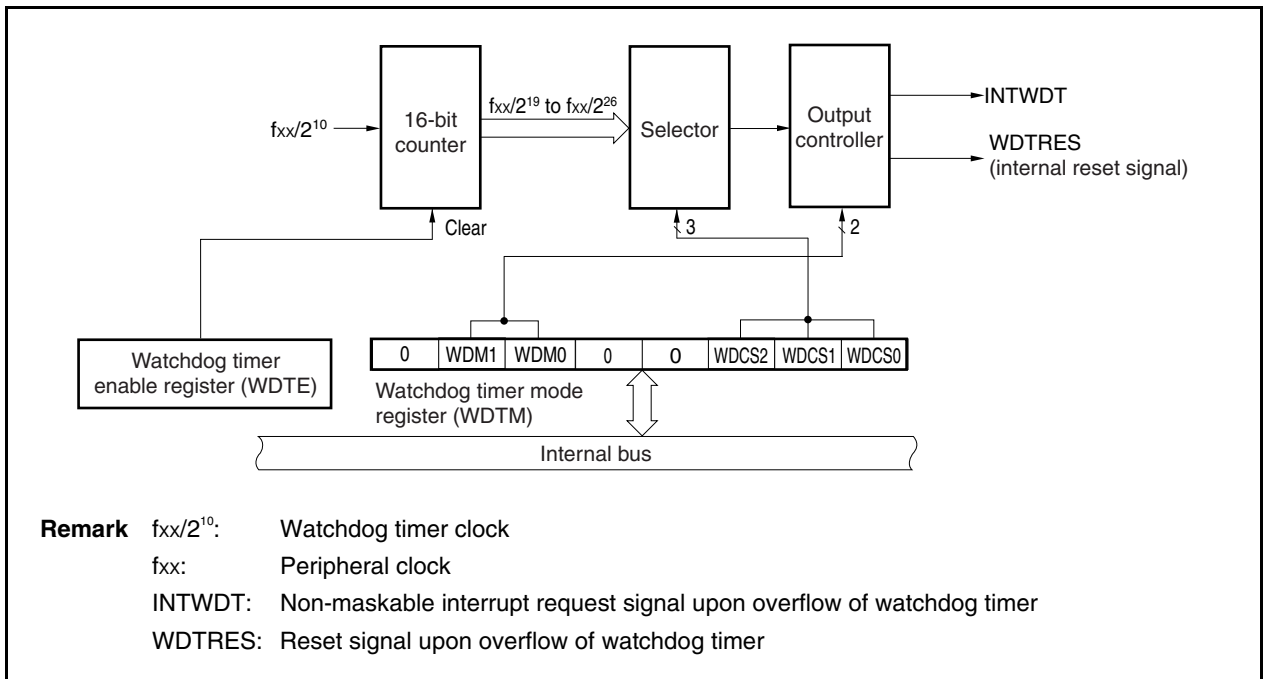 fxx/2¹⁰
16-bit
counter
fxx/2¹⁹ to fxx/2²⁶
Selector
Output
controller
INTWDT
WDTRES
(internal reset signal)
Clear
3
2
Watchdog timer
enable register (WDTE)
0 WDM1 WDM0 0 0 WDCS2 WDCS1 WDCS0
Watchdog timer mode
register (WDTM)
Internal bus
Remark fxx/2¹⁰: Watchdog timer clock
fxx: Peripheral clock
INTWDT: Non-maskable interrupt request signal upon overflow of watchdog timer
WDTRES: Reset signal upon overflow of watchdog timer